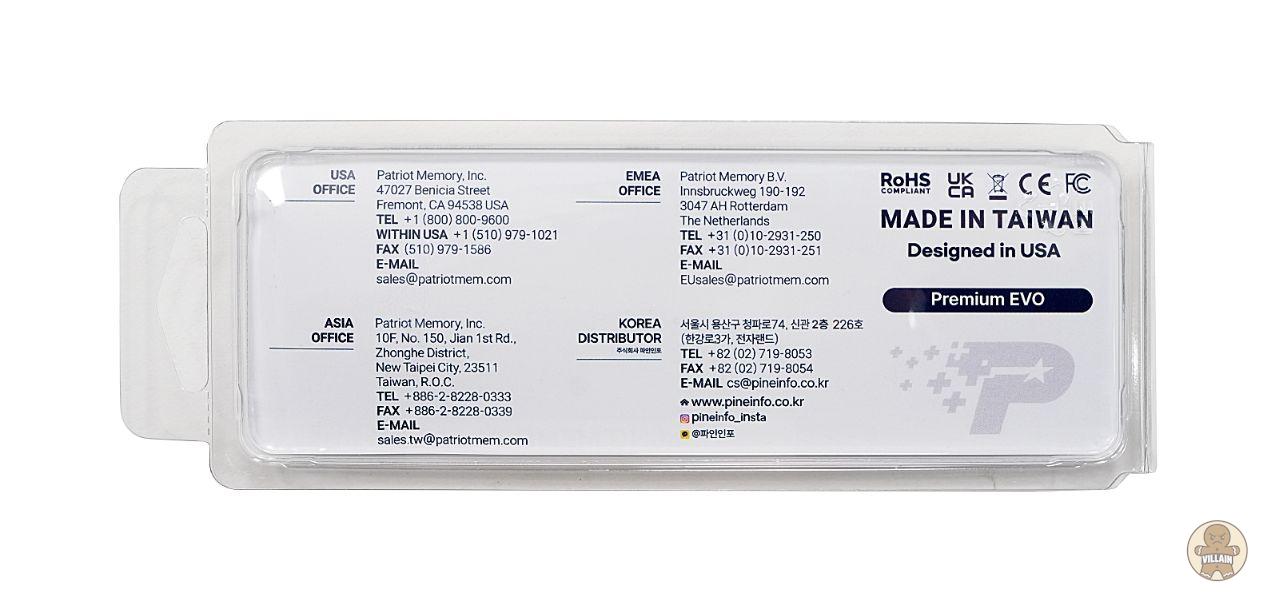 USA
OFFICE
Patriot Memory, Inc.
47027 Benicia Street
Fremont, CA 94538 USA
TEL +1 (800) 800-9600
WITHIN USA +1 (510) 979-1021
FAX (510) 979-1586
E-MAIL
sales@patriotmem.com
EMEA
OFFICE
Patriot Memory B.V.
Innsbruckweg 190-192
3047 AH Rotterdam
The Netherlands
TEL +31 (0)10-2931-250
FAX +31 (0)10-2931-251
E-MAIL
EUsales@patriotmem.com
RoHS
COMPLIANT
UK
CA
CE
FC
MADE IN TAIWAN
Designed in USA
Premium EVO
ASIA
OFFICE
Patriot Memory, Inc.
10F, No. 150, Jian 1st Rd.,
Zhonghe District,
New Taipei City, 23511
Taiwan, R.O.C.
TEL +886-2-8228-0333
FAX +886-2-8228-0339
E-MAIL
sales.tw@patriotmem.com
KOREA
DISTRIBUTOR
주식회사 파인인포
서울시 용산구 청파로74, 신관 2층 226호
(한강로3가, 전자랜드)
TEL +82 (02) 719-8053
FAX +82 (02) 719-8054
E-MAIL cs@pineinfo.co.kr
www.pineinfo.co.kr
pineinfo_insta
@파인인포
P
VILLAIN